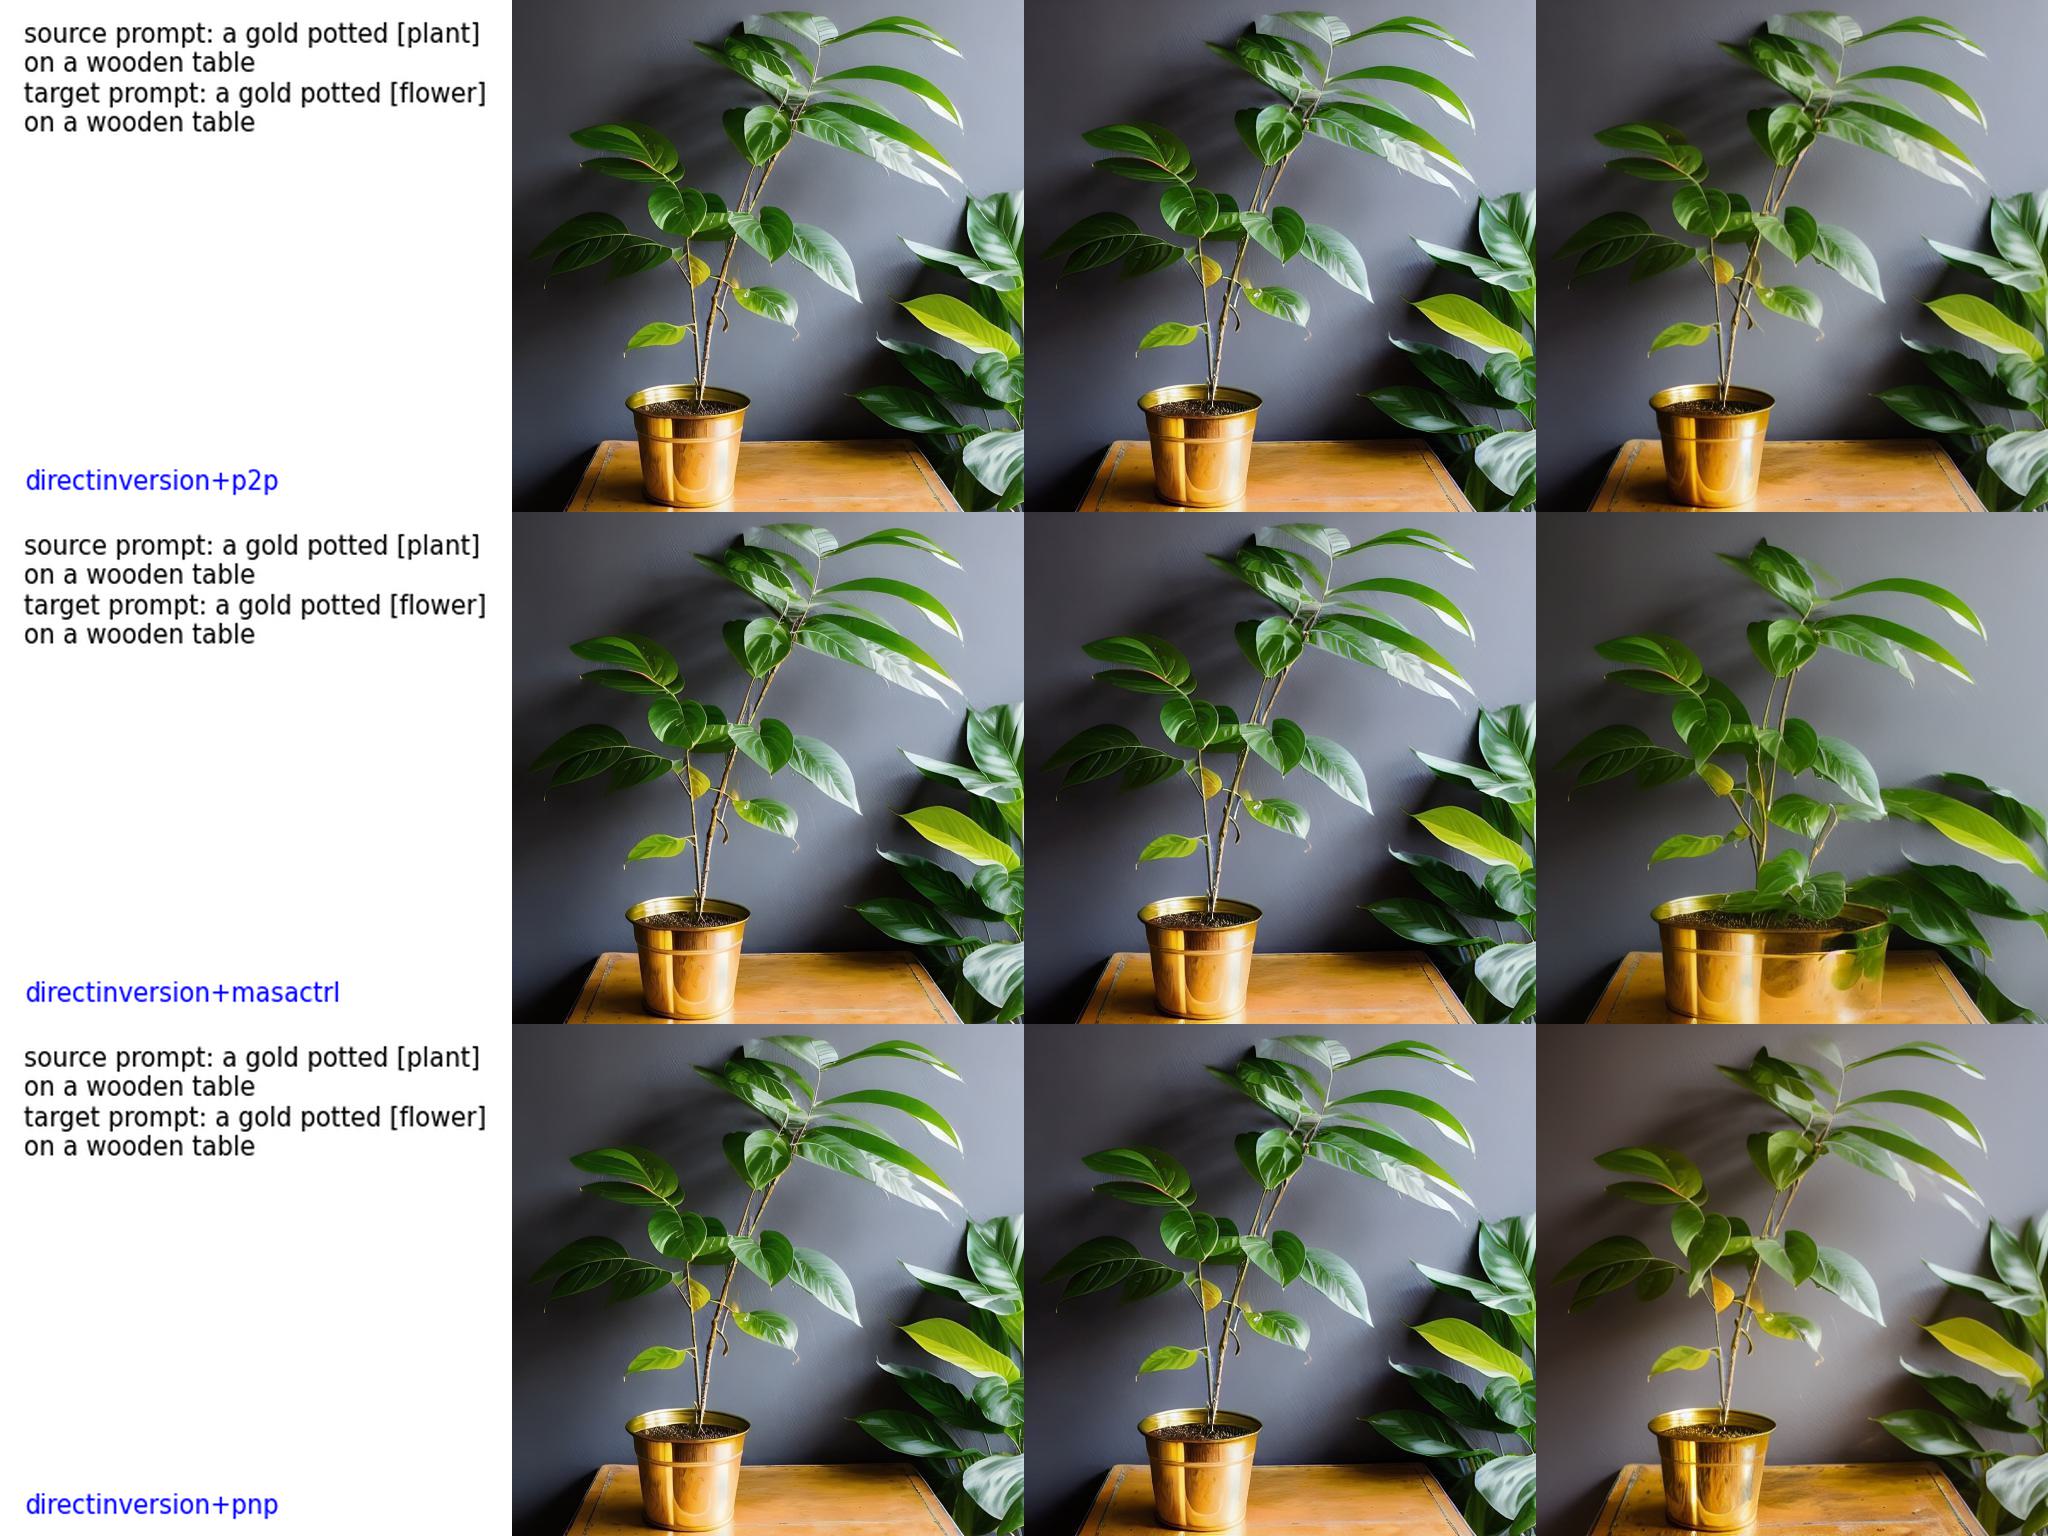 source prompt: a gold potted [plant]
on a wooden table
target prompt: a gold potted [flower]
on a wooden table
directinversion+p2p
source prompt: a gold potted [plant]
on a wooden table
target prompt: a gold potted [flower]
on a wooden table
directinversion+masactrl
source prompt: a gold potted [plant]
on a wooden table
target prompt: a gold potted [flower]
on a wooden table
directinversion+pnp